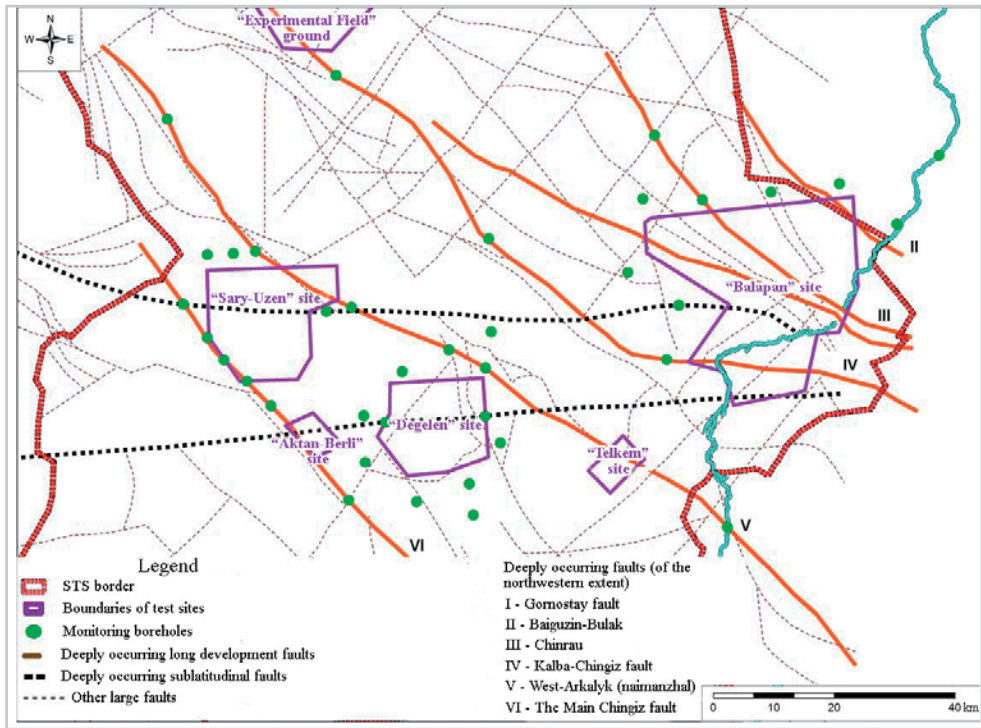 N
W E
S
"Experimental Field"
ground
"Sary-Uzen" site
"Balapan" site
II
III
IV
"Degelen" site
"Aktan-Berli"
site
"Telkem"
site
V
VI
Legend
STS border
Boundaries of test sites
Monitoring boreholes
Deeply occurring long development faults
Deeply occurring sublatitudinal faults
Other large faults
Deeply occurring faults (of the
northwestern extent)
I - Gornostay fault
II - Baiguzin-Bulak
III - Chinrau
IV - Kalba-Chingiz fault
V - West-Arkalyk (naimanzhal)
VI - The Main Chingiz fault
0 10 20 40 km